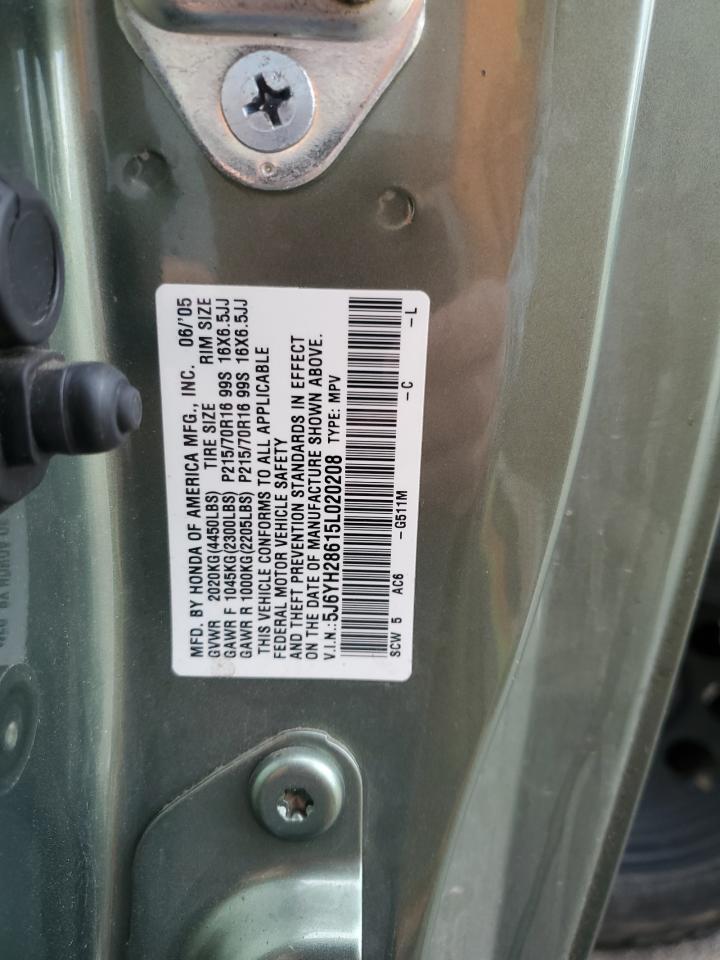 MFD. BY HONDA OF AMERICA MFG., INC. 06/'05
GVWR 2020KG(4450LBS) TIRE SIZE RIM SIZE
GAWR F 1045KG(2300LBS) P215/70R16 99S 16X6.5JJ
GAWR R 1000KG(2205LBS) P215/70R16 99S 16X6.5JJ
THIS VEHICLE CONFORMS TO ALL APPLICABLE
FEDERAL MOTOR VEHICLE SAFETY
AND THEFT PREVENTION STANDARDS IN EFFECT
ON THE DATE OF MANUFACTURE SHOWN ABOVE.
V.I.N.:5J6YH28615L020208 TYPE: MPV
SCW 5 AC6 -G511M -C -L